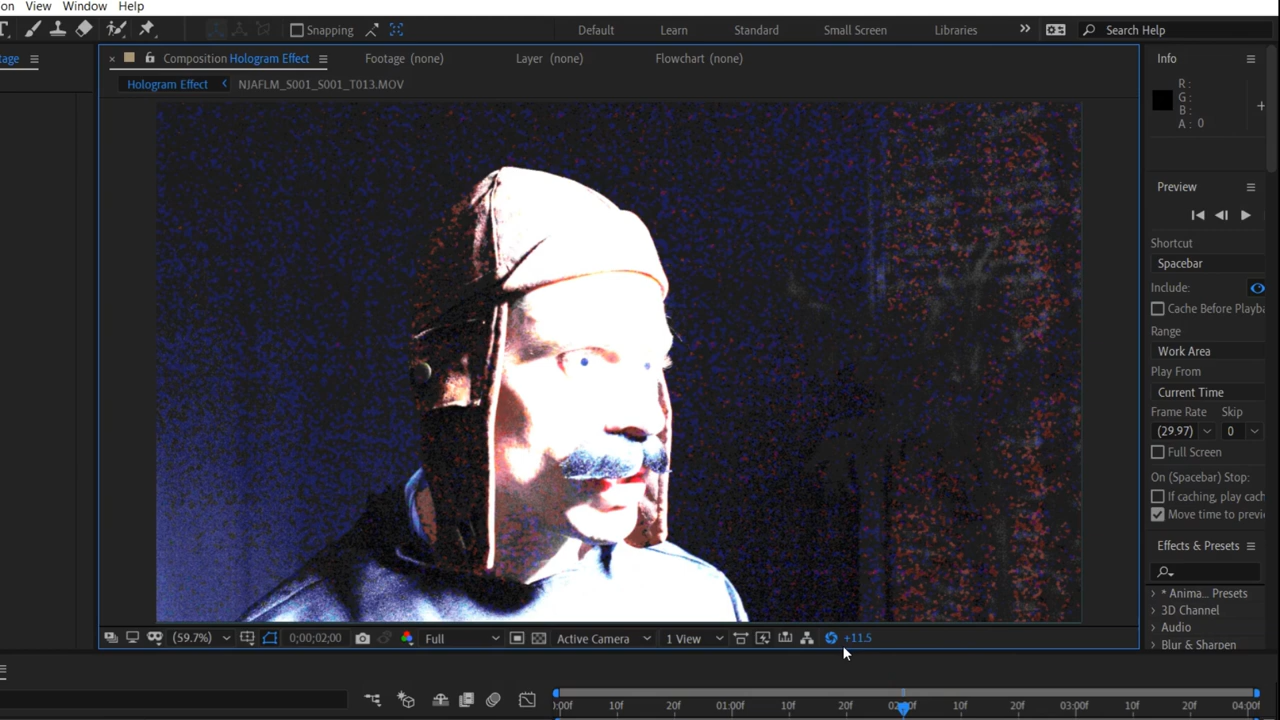 on View Window Help
Snapping Default Learn Standard Small Screen Libraries Search Help
tage
Composition Hologram Effect Footage (none) Layer (none) Flowchart (none)
Hologram Effect NJAFLM_S001_S001_T013.MOV
Info
R:
G:
B:
A: 0
Preview
Shortcut
Spacebar
Include:
Cache Before Playba
Range
Work Area
Play From
Current Time
Frame Rate Skip
(29.97) 0
Full Screen
On (Spacebar) Stop:
If caching, play cach
Move time to previe
Effects & Presets
* Anima... Presets
3D Channel
Audio
Blur & Sharpen
(59.7%) 0;00;02;00 Full Active Camera 1 View +11.5
):00f 10f 20f 01:00f 10f 20f 02:00f 10f 20f 03:00f 10f 20f 04:00f